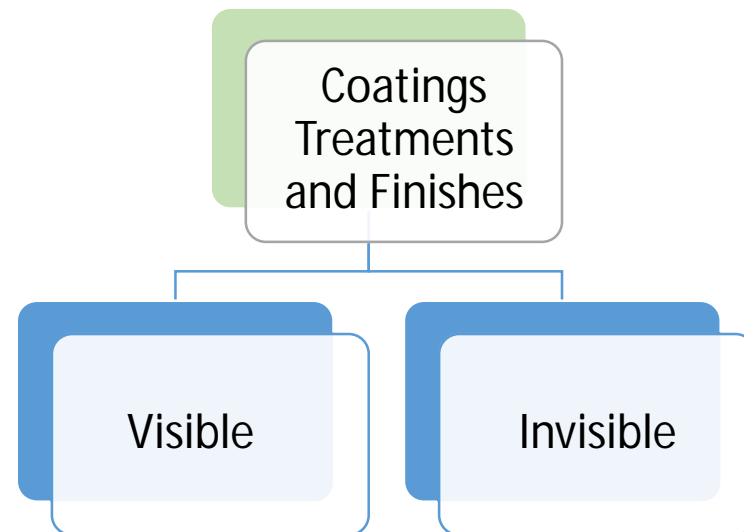 Coatings
Treatments
and Finishes
Visible
Invisible